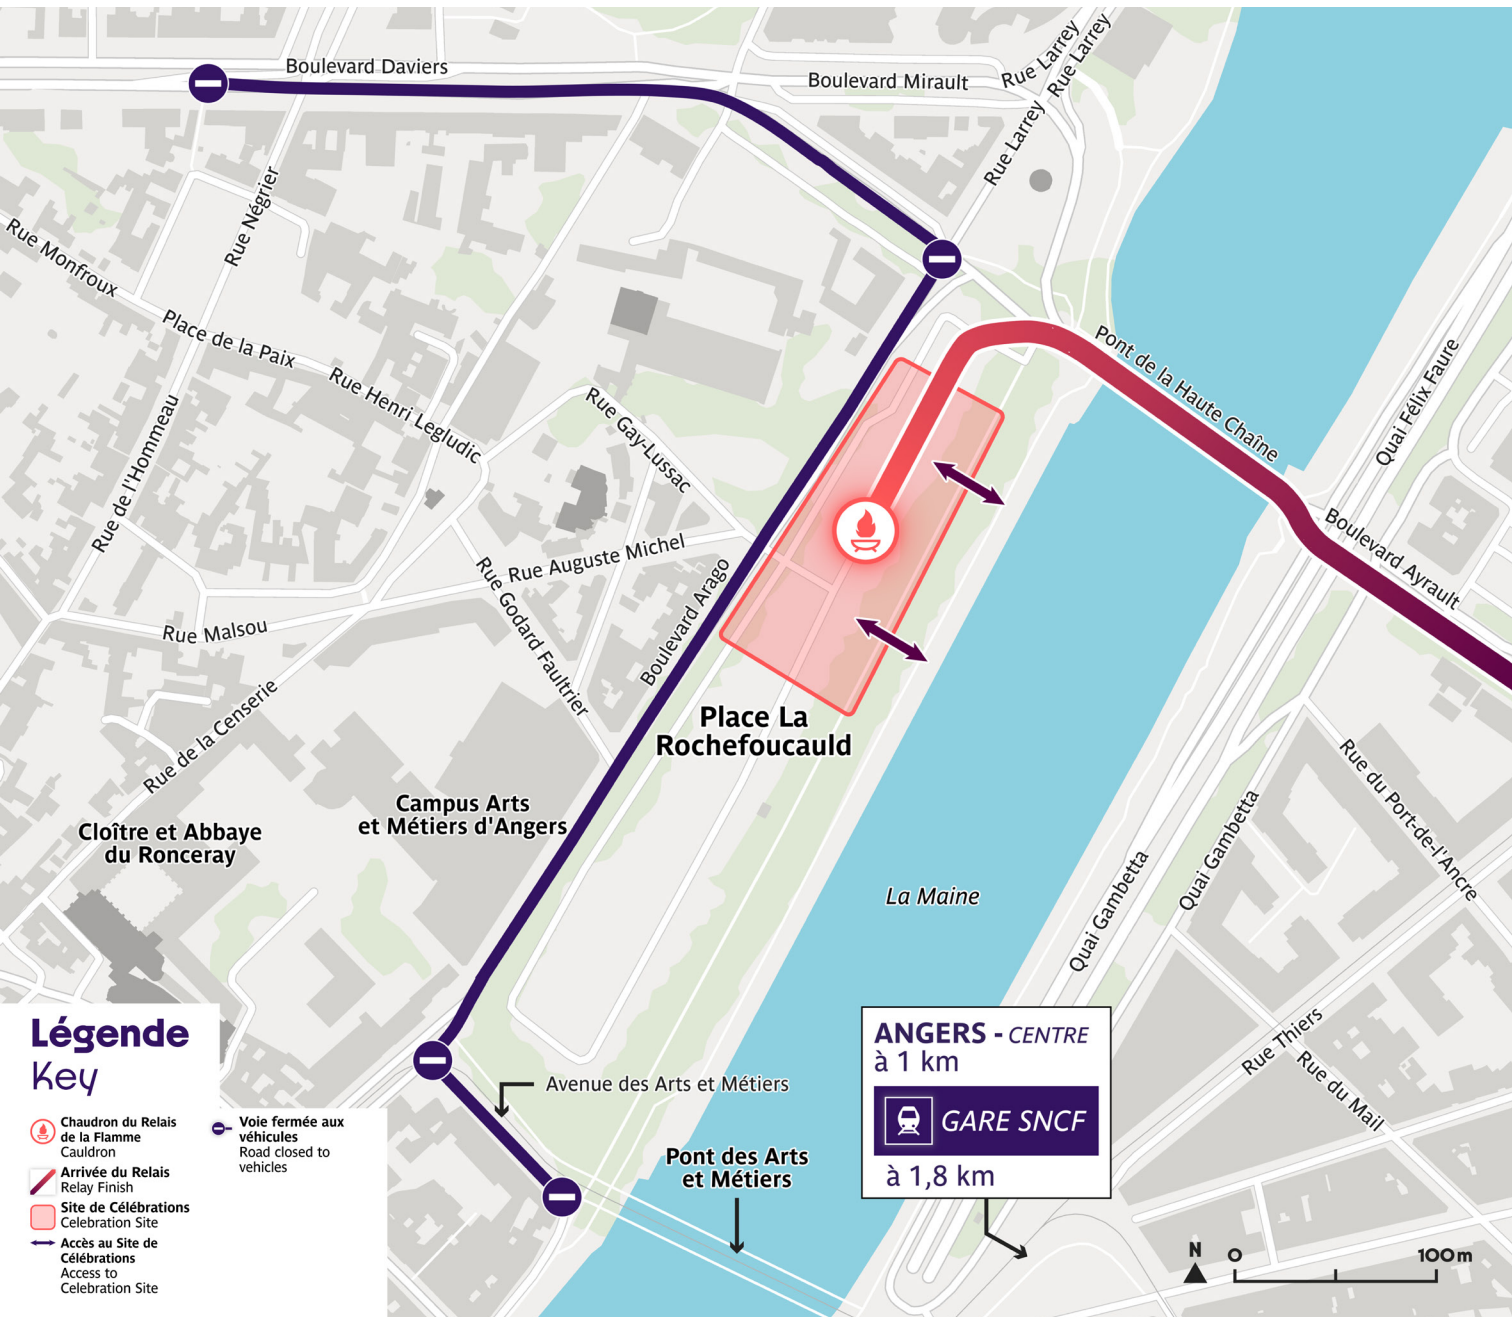 Boulevard Daviers
Boulevard Mirault
Rue Larrey
Rue Larrey
Rue Larrey
Rue Négrier
Rue Monfroux
Place de la Paix
Rue Henri Legludic
Rue de l'Hommeau
Rue Gay-Lussac
Rue Auguste Michel
Rue Godard Faultrier
Rue Malsou
Rue de la Censerie
Boulevard Arago
Pont de la Haute Chaîne
Quai Félix Faure
Boulevard Ayrault
Place La
Rochefoucauld
Campus Arts
et Métiers d'Angers
Cloître et Abbaye
du Ronceray
La Maine
Quai Gambetta
Quai Gambetta
Rue du Port-de-l'Ancre
Rue Thiers
Rue du Mail
Avenue des Arts et Métiers
Pont des Arts
et Métiers
ANGERS - CENTRE
à 1 km
GARE SNCF
à 1,8 km
Légende
Key
Chaudron du Relais
de la Flamme
Cauldron
Arrivée du Relais
Relay Finish
Site de Célébrations
Celebration Site
Accès au Site de
Célébrations
Access to
Celebration Site
Voie fermée aux
véhicules
Road closed to
vehicles
N
0
100 m